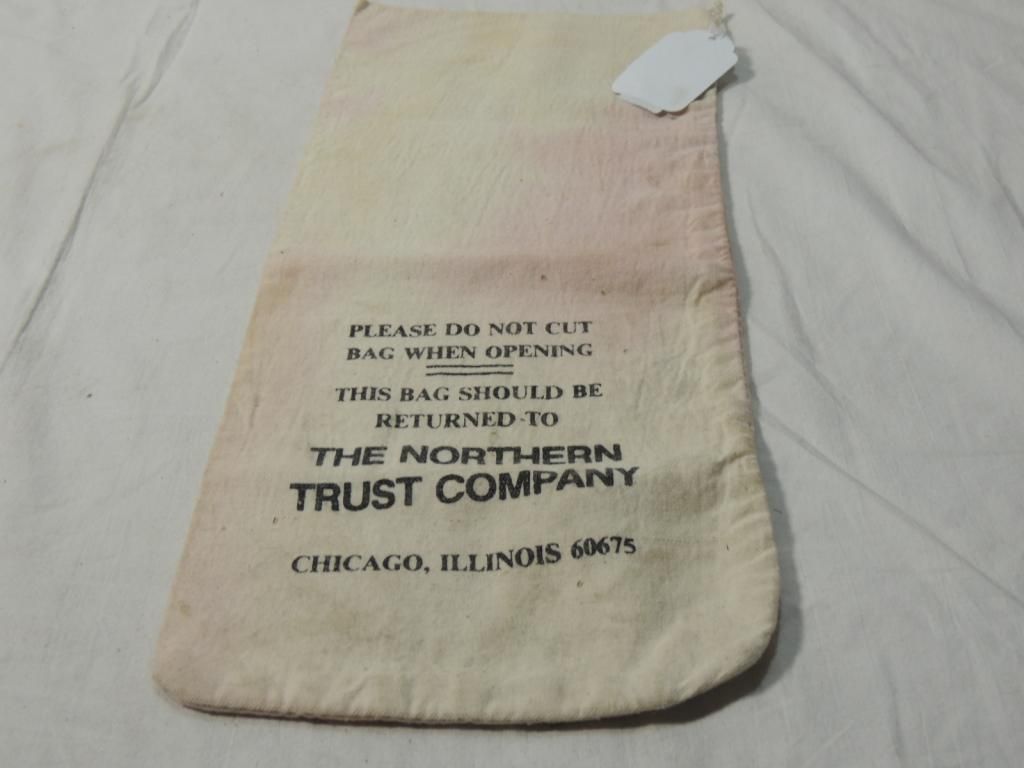 PLEASE DO NOT CUT
BAG WHEN OPENING
THIS BAG SHOULD BE
RETURNED TO
THE NORTHERN
TRUST COMPANY
CHICAGO, ILLINOIS 60675